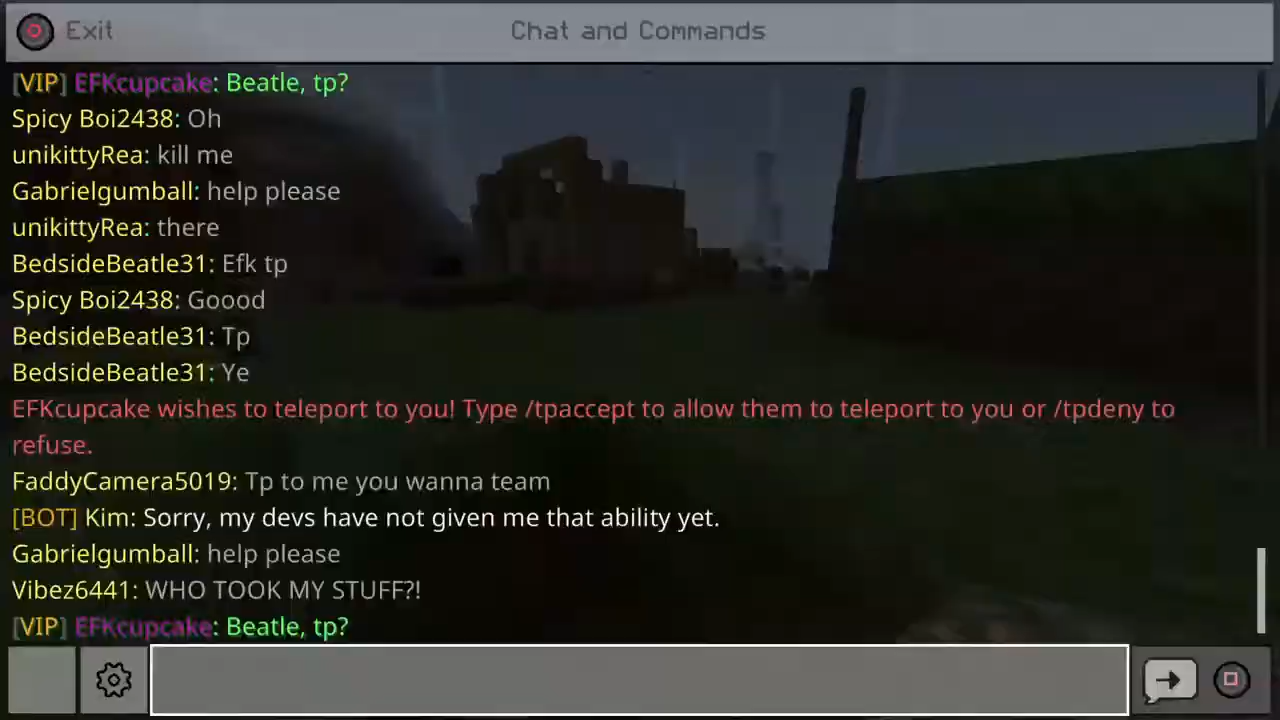 Exit
Chat and Commands
[VIP] EFKcupcake: Beatle, tp?
Spicy Boi2438: Oh
unikittyRea: kill me
Gabrielgumball: help please
unikittyRea: there
BedsideBeatle31: Efk tp
Spicy Boi2438: Goood
BedsideBeatle31: Tp
BedsideBeatle31: Ye
EFKcupcake wishes to teleport to you! Type /tpaccept to allow them to teleport to you or /tpdeny to
refuse.
FaddyCamera5019: Tp to me you wanna team
[BOT] Kim: Sorry, my devs have not given me that ability yet.
Gabrielgumball: help please
Vibez6441: WHO TOOK MY STUFF?!
[VIP] EFKcupcake: Beatle, tp?